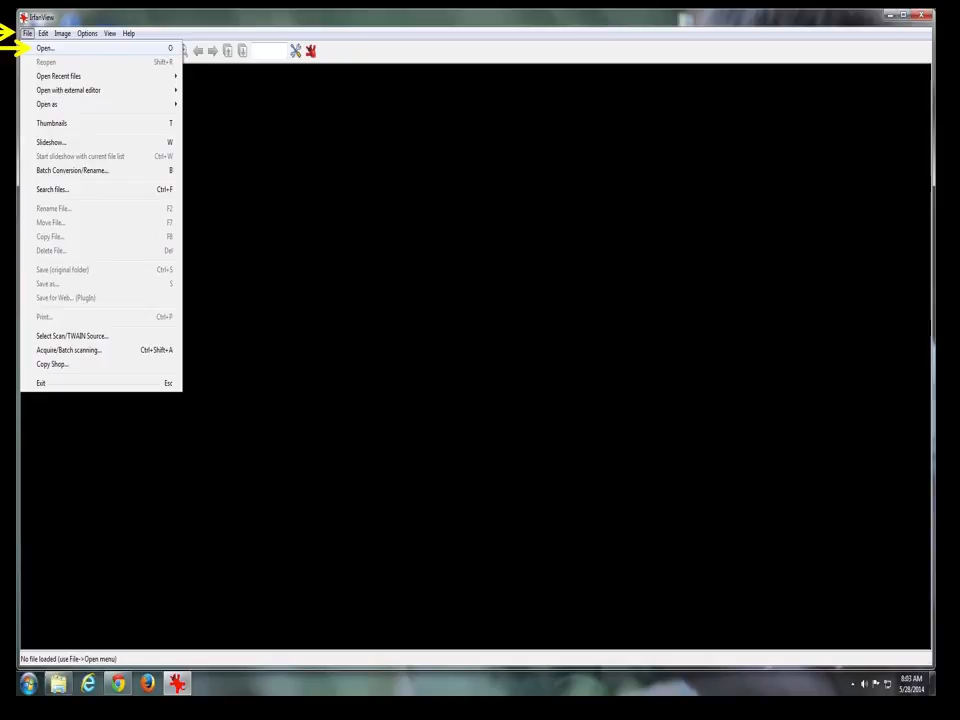 IrfanView
File Edit Image Options View Help
Open... O
Reopen Shift+R
Open Recent files
Open with external editor
Open as
Thumbnails T
Slideshow... W
Start slideshow with current file list Ctrl+W
Batch Conversion/Rename... B
Search files... Ctrl+F
Rename File... F2
Move File... F7
Copy File... F8
Delete File... Del
Save (original folder) Ctrl+S
Save as... S
Save for Web... (PlugIn)
Print... Ctrl+P
Select Scan/TWAIN Source...
Acquire/Batch scanning... Ctrl+Shift+A
Copy Shop...
Exit Esc
No file loaded (use File->Open menu)
8:03 AM
5/28/2014